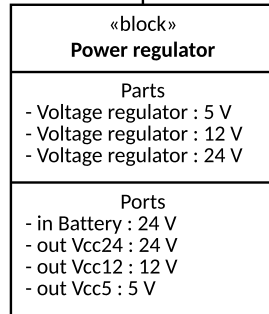 «block»
Power regulator
Parts
- Voltage regulator : 5 V
- Voltage regulator : 12 V
- Voltage regulator : 24 V
Ports
- in Battery : 24 V
- out Vcc24 : 24 V
- out Vcc12 : 12 V
- out Vcc5 : 5 V